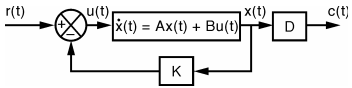 r(t) u(t) x(t) c(t)
+ − ẋ(t) = Ax(t) + Bu(t) D
K